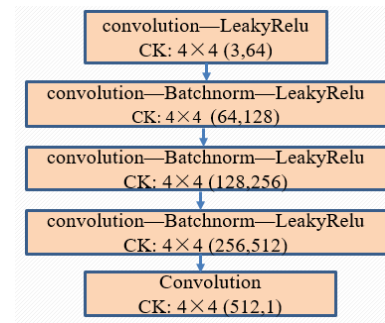 convolution—LeakyRelu
CK: 4×4 (3,64)
convolution—Batchnorm—LeakyRelu
CK: 4×4 (64,128)
convolution—Batchnorm—LeakyRelu
CK: 4×4 (128,256)
convolution—Batchnorm—LeakyRelu
CK: 4×4 (256,512)
Convolution
CK: 4×4 (512,1)